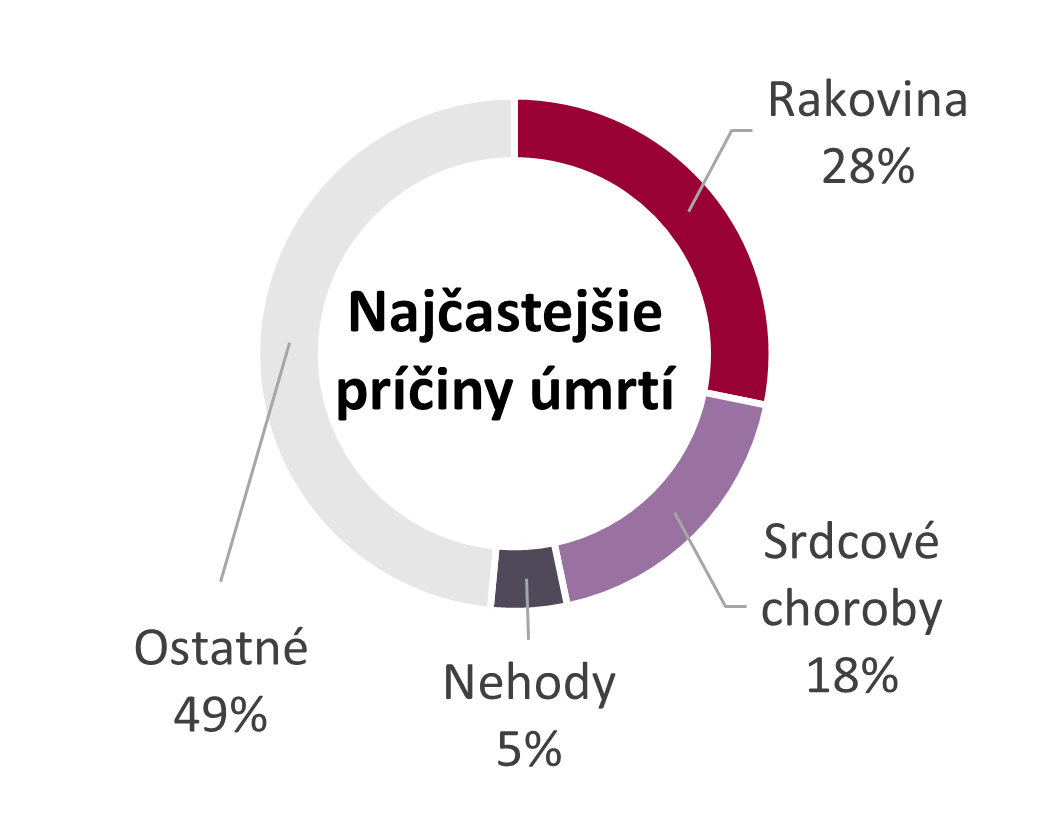 Rakovina
28%
Najčastejšie
príčiny úmrtí
Srdcové
choroby
18%
Ostatné
49%
Nehody
5%